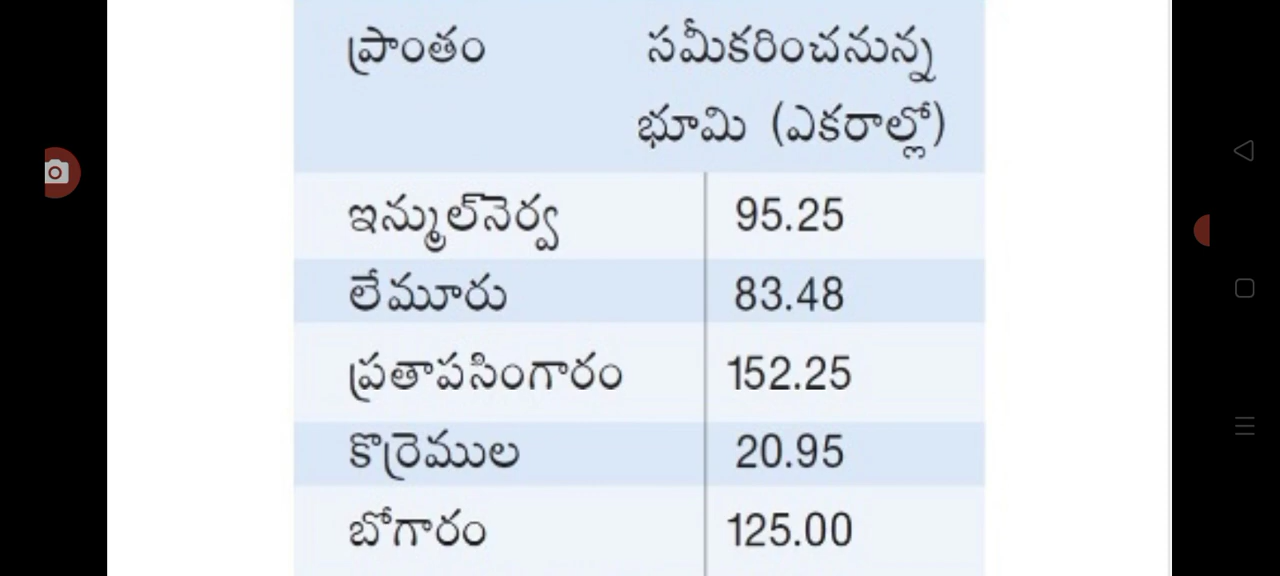 ప్రాంతం సమీకరించనున్న
భూమి (ఎకరాల్లో)
ఇన్ముల్‌నెర్వ 95.25
లేమూరు 83.48
ప్రతాపసింగారం 152.25
కొర్రెముల 20.95
బోగారం 125.00